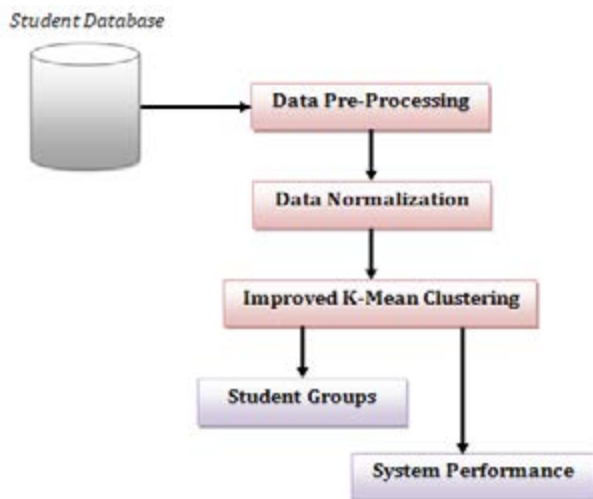 Student Database
Data Pre-Processing
Data Normalization
Improved K-Mean Clustering
Student Groups
System Performance